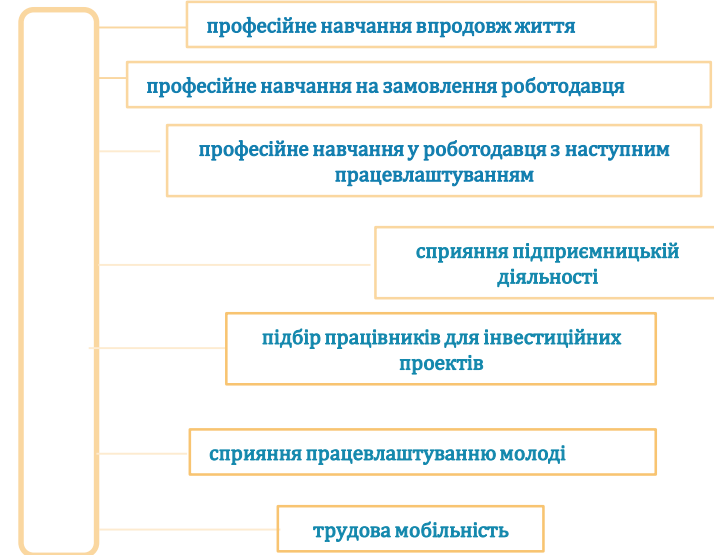 професійне навчання впродовж життя
професійне навчання на замовлення роботодавця
професійне навчання у роботодавця з наступним
працевлаштуванням
сприяння підприємницькій
діяльності
підбір працівників для інвестиційних
проектів
сприяння працевлаштуванню молоді
трудова мобільність